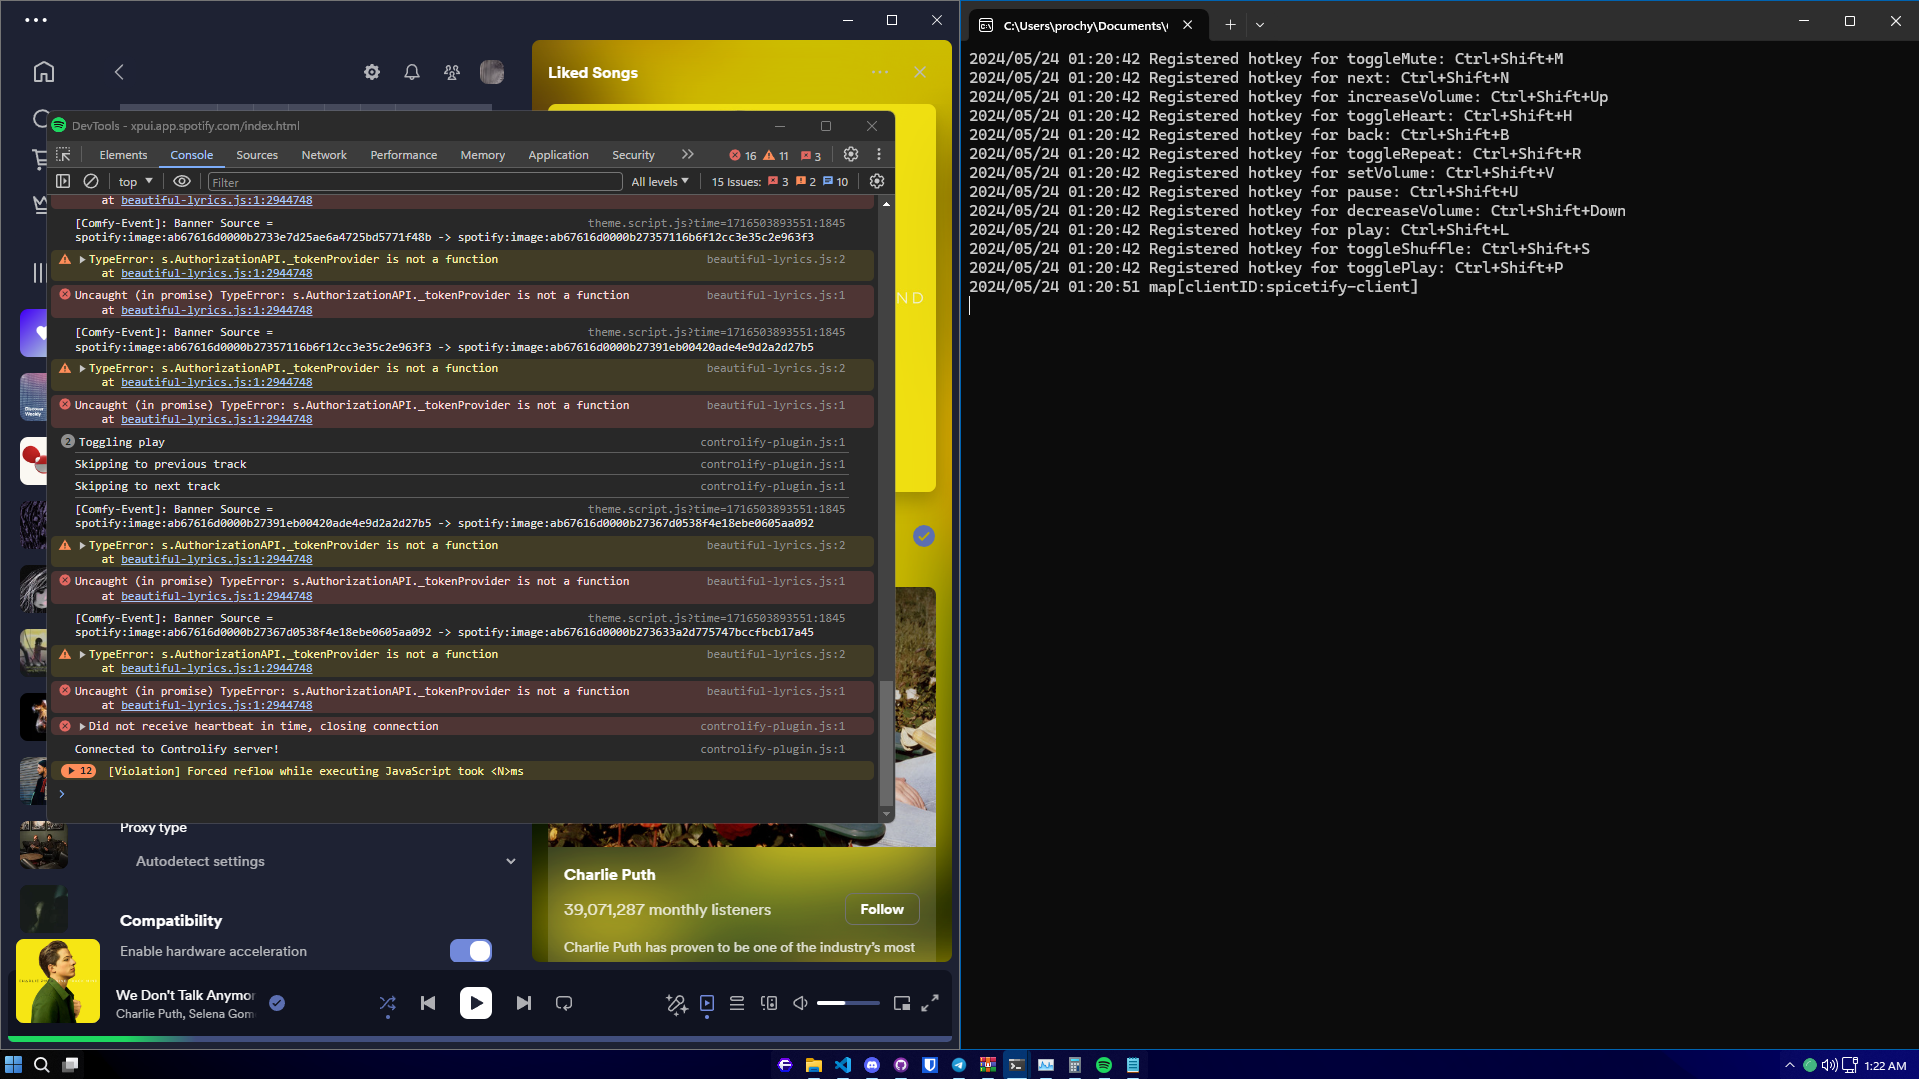 Liked Songs
DevTools - xpui.app.spotify.com/index.html
Elements Console Sources Network Performance Memory Application Security 16 11 3
top Filter All levels 15 Issues: 3 2 10
at beautiful-lyrics.js:1:2944748
[Comfy-Event]: Banner Source = theme.script.js?time=1716503893551:1845
spotify:image:ab67616d0000b2733e7d25ae6a4725bd5771f48b -> spotify:image:ab67616d0000b27357116b6f12cc3e35c2e963f3
TypeError: s.AuthorizationAPI._tokenProvider is not a function beautiful-lyrics.js:2
at beautiful-lyrics.js:1:2944748
Uncaught (in promise) TypeError: s.AuthorizationAPI._tokenProvider is not a function beautiful-lyrics.js:1
at beautiful-lyrics.js:1:2944748
[Comfy-Event]: Banner Source = theme.script.js?time=1716503893551:1845
spotify:image:ab67616d0000b27357116b6f12cc3e35c2e963f3 -> spotify:image:ab67616d0000b27391eb00420ade4e9d2a2d27b5
TypeError: s.AuthorizationAPI._tokenProvider is not a function beautiful-lyrics.js:2
at beautiful-lyrics.js:1:2944748
Uncaught (in promise) TypeError: s.AuthorizationAPI._tokenProvider is not a function beautiful-lyrics.js:1
at beautiful-lyrics.js:1:2944748
2 Toggling play controlify-plugin.js:1
Skipping to previous track controlify-plugin.js:1
Skipping to next track controlify-plugin.js:1
[Comfy-Event]: Banner Source = theme.script.js?time=1716503893551:1845
spotify:image:ab67616d0000b27391eb00420ade4e9d2a2d27b5 -> spotify:image:ab67616d0000b27367d0538f4e18ebe0605aa092
TypeError: s.AuthorizationAPI._tokenProvider is not a function beautiful-lyrics.js:2
at beautiful-lyrics.js:1:2944748
Uncaught (in promise) TypeError: s.AuthorizationAPI._tokenProvider is not a function beautiful-lyrics.js:1
at beautiful-lyrics.js:1:2944748
[Comfy-Event]: Banner Source = theme.script.js?time=1716503893551:1845
spotify:image:ab67616d0000b27367d0538f4e18ebe0605aa092 -> spotify:image:ab67616d0000b273633a2d775747bccfbcb17a45
TypeError: s.AuthorizationAPI._tokenProvider is not a function beautiful-lyrics.js:2
at beautiful-lyrics.js:1:2944748
Uncaught (in promise) TypeError: s.AuthorizationAPI._tokenProvider is not a function beautiful-lyrics.js:1
at beautiful-lyrics.js:1:2944748
Did not receive heartbeat in time, closing connection controlify-plugin.js:1
Connected to Controlify server! controlify-plugin.js:1
12 [Violation] Forced reflow while executing JavaScript took <N>ms
ND
Discover
Weekly
Proxy type
Autodetect settings
Compatibility
Enable hardware acceleration
Charlie Puth
39,071,287 monthly listeners
Follow
Charlie Puth has proven to be one of the industry's most
We Don't Talk Anymor
Charlie Puth, Selena Gom
C:\Users\prochy\Documents\
2024/05/24 01:20:42 Registered hotkey for toggleMute: Ctrl+Shift+M
2024/05/24 01:20:42 Registered hotkey for next: Ctrl+Shift+N
2024/05/24 01:20:42 Registered hotkey for increaseVolume: Ctrl+Shift+Up
2024/05/24 01:20:42 Registered hotkey for toggleHeart: Ctrl+Shift+H
2024/05/24 01:20:42 Registered hotkey for back: Ctrl+Shift+B
2024/05/24 01:20:42 Registered hotkey for toggleRepeat: Ctrl+Shift+R
2024/05/24 01:20:42 Registered hotkey for setVolume: Ctrl+Shift+V
2024/05/24 01:20:42 Registered hotkey for pause: Ctrl+Shift+U
2024/05/24 01:20:42 Registered hotkey for decreaseVolume: Ctrl+Shift+Down
2024/05/24 01:20:42 Registered hotkey for play: Ctrl+Shift+L
2024/05/24 01:20:42 Registered hotkey for toggleShuffle: Ctrl+Shift+S
2024/05/24 01:20:42 Registered hotkey for togglePlay: Ctrl+Shift+P
2024/05/24 01:20:51 map[clientID:spicetify-client]
1:22 AM